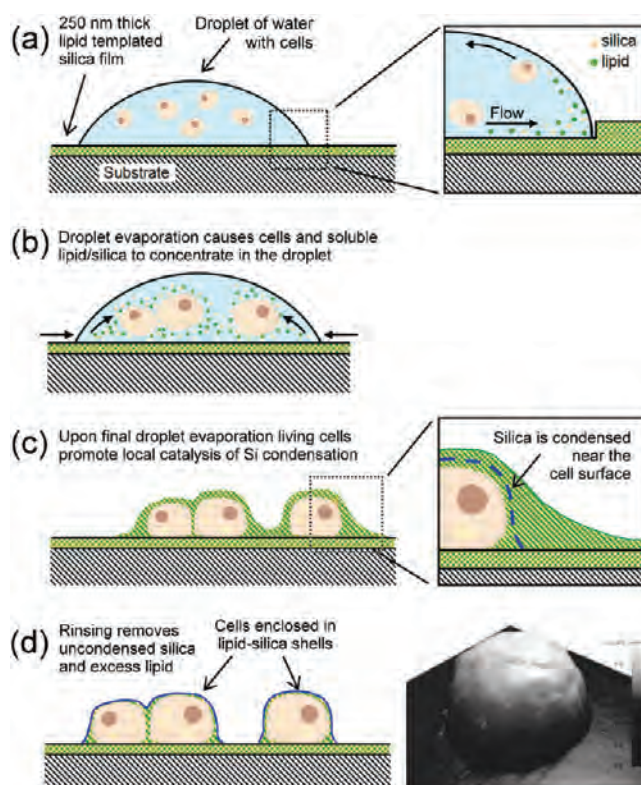 (a)
250 nm thick
lipid templated
silica film
Droplet of water
with cells
silica
lipid
Flow
Substrate
(b)
Droplet evaporation causes cells and soluble
lipid/silica to concentrate in the droplet
(c)
Upon final droplet evaporation living cells
promote local catalysis of Si condensation
Silica is condensed
near the
cell surface
(d)
Rinsing removes
uncondensed silica
and excess lipid
Cells enclosed in
lipid-silica shells